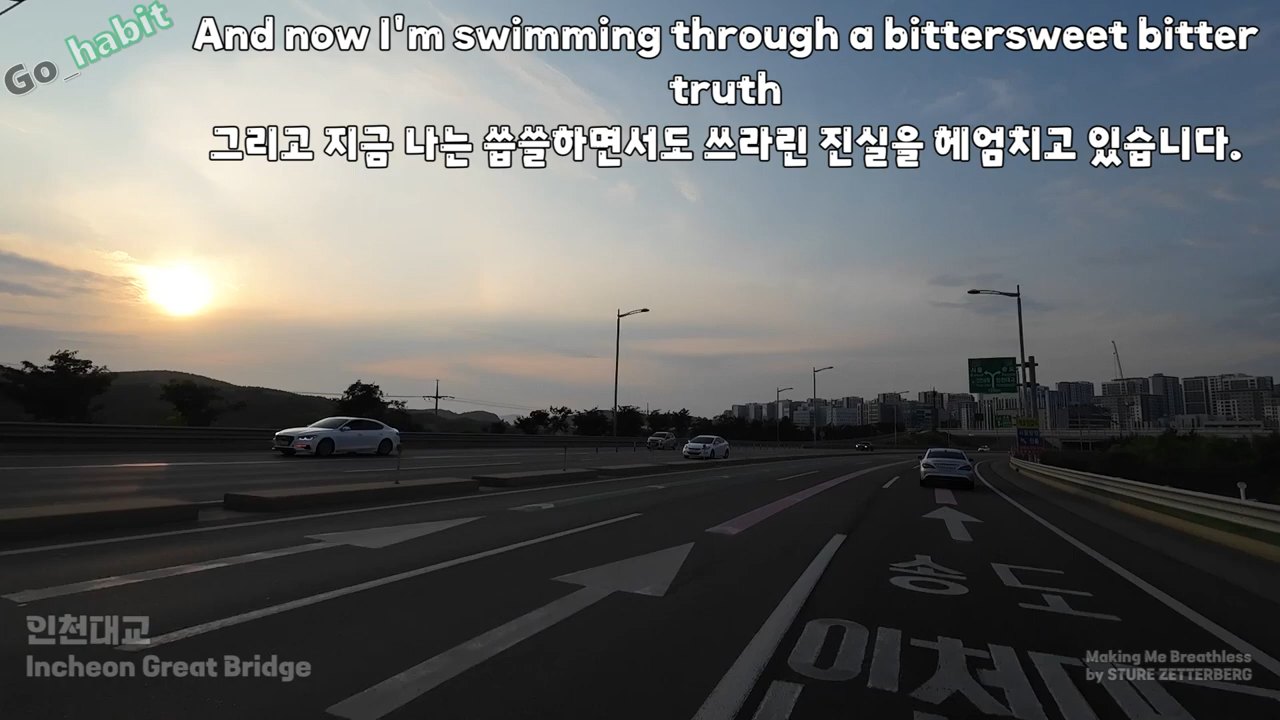 Go_habit
And now I'm swimming through a bittersweet bitter
truth
그리고 지금 나는 씁쓸하면서도 쓰라린 진실을 헤엄치고 있습니다.
송도
인천대교
Incheon Great Bridge
Making Me Breathless
by STURE ZETTERBERG